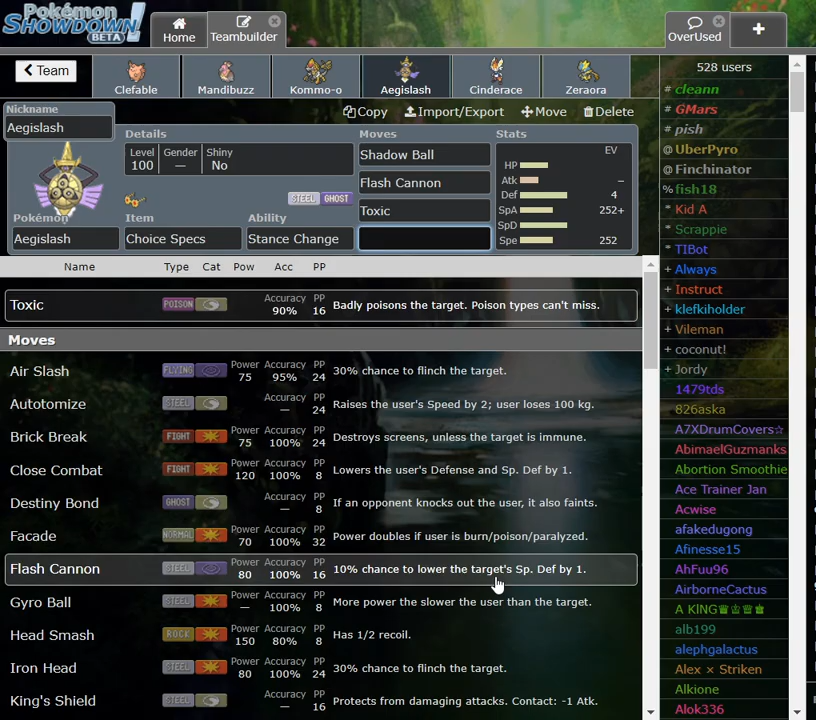 Pokémon
SHOWDOWN!
BETA
Home
Teambuilder
OverUsed
+
< Team
Clefable
Mandibuzz
Kommo-o
Aegislash
Cinderace
Zeraora
Copy
Import/Export
Move
Delete
Nickname
Aegislash
Details
Level
100
Gender
—
Shiny
No
STEEL GHOST
Pokémon
Aegislash
Item
Choice Specs
Ability
Stance Change
Moves
Shadow Ball
Flash Cannon
Toxic
Stats
EV
HP
Atk –
Def 4
SpA 252+
SpD
Spe 252
Name Type Cat Pow Acc PP
Toxic POISON Accuracy 90% PP 16 Badly poisons the target. Poison types can't miss.
Moves
Air Slash FLYING Power 75 Accuracy 95% PP 24 30% chance to flinch the target.
Autotomize STEEL Accuracy — PP 24 Raises the user's Speed by 2; user loses 100 kg.
Brick Break FIGHT Power 75 Accuracy 100% PP 24 Destroys screens, unless the target is immune.
Close Combat FIGHT Power 120 Accuracy 100% PP 8 Lowers the user's Defense and Sp. Def by 1.
Destiny Bond GHOST Accuracy — PP 8 If an opponent knocks out the user, it also faints.
Facade NORMAL Power 70 Accuracy 100% PP 32 Power doubles if user is burn/poison/paralyzed.
Flash Cannon STEEL Power 80 Accuracy 100% PP 16 10% chance to lower the target's Sp. Def by 1.
Gyro Ball STEEL Power — Accuracy 100% PP 8 More power the slower the user than the target.
Head Smash ROCK Power 150 Accuracy 80% PP 8 Has 1/2 recoil.
Iron Head STEEL Power 80 Accuracy 100% PP 24 30% chance to flinch the target.
King's Shield STEEL Accuracy — PP 16 Protects from damaging attacks. Contact: -1 Atk.
528 users
# cleann
# GMars
# pish
@ UberPyro
@ Finchinator
% fish18
* Kid A
* Scrappie
* TIBot
+ Always
+ Instruct
+ klefkiholder
+ Vileman
+ coconut!
+ Jordy
1479tds
826aska
A7XDrumCovers☆
AbimaelGuzmanks
Abortion Smoothie
Ace Trainer Jan
Acwise
afakedugong
Afinesse15
AhFuu96
AirborneCactus
A KING♛♔♕♚
alb199
alephgalactus
Alex × Striken
Alkione
Alok336